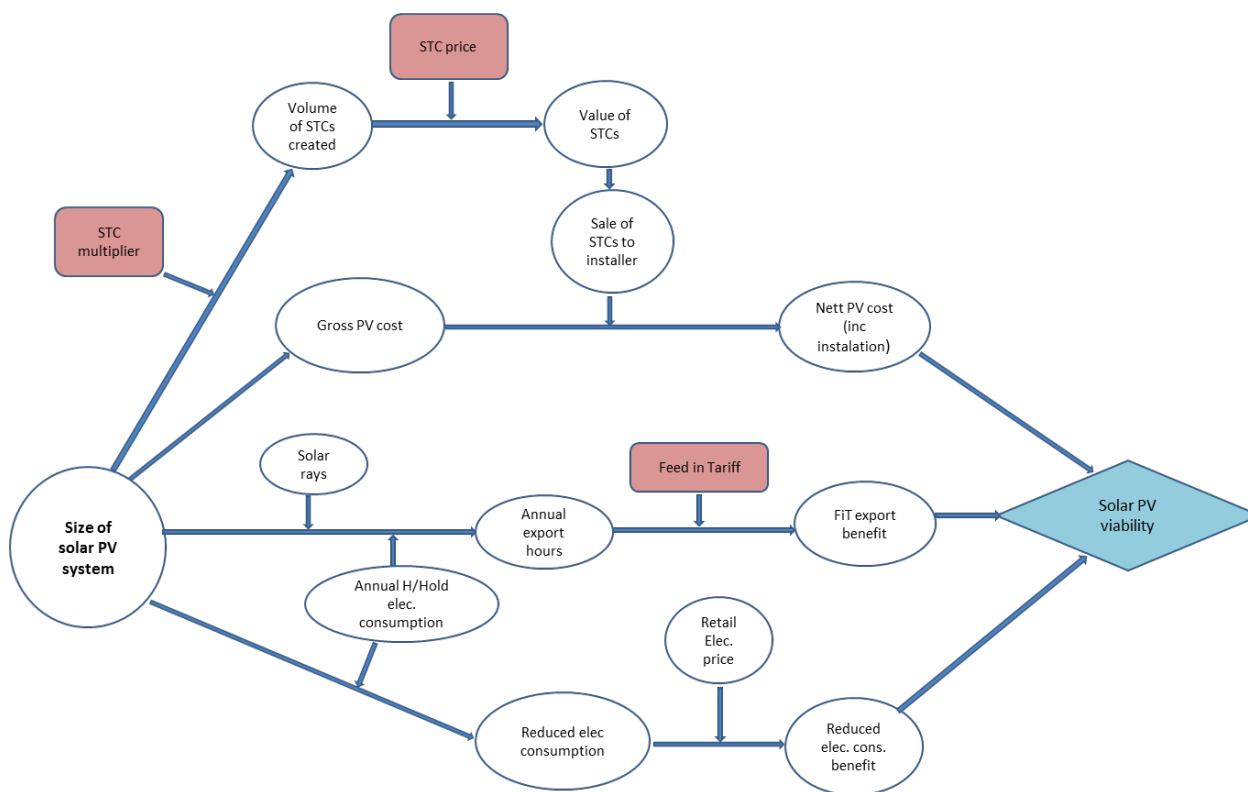 STC price
Volume
of STCs
created
Value of
STCs
STC
multiplier
Sale of
STCs to
installer
Gross PV cost
Nett PV cost
(inc
instalation)
Solar
rays
Feed in Tariff
Size of
solar PV
system
Annual
export
hours
FiT export
benefit
Solar PV
viability
Annual H/Hold
elec.
consumption
Retail
Elec.
price
Reduced elec
consumption
Reduced
elec. cons.
benefit